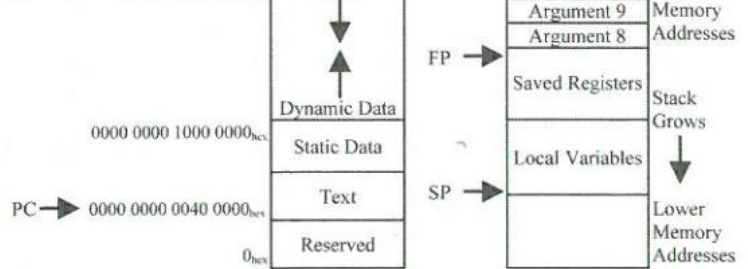 Argument 9
Memory
Argument 8
Addresses
FP
Saved Registers
Stack
Grows
Dynamic Data
0000 0000 1000 0000hex
Static Data
Local Variables
SP
Text
PC
0000 0000 0040 0000hex
Lower
Memory
Addresses
Reserved
0hex